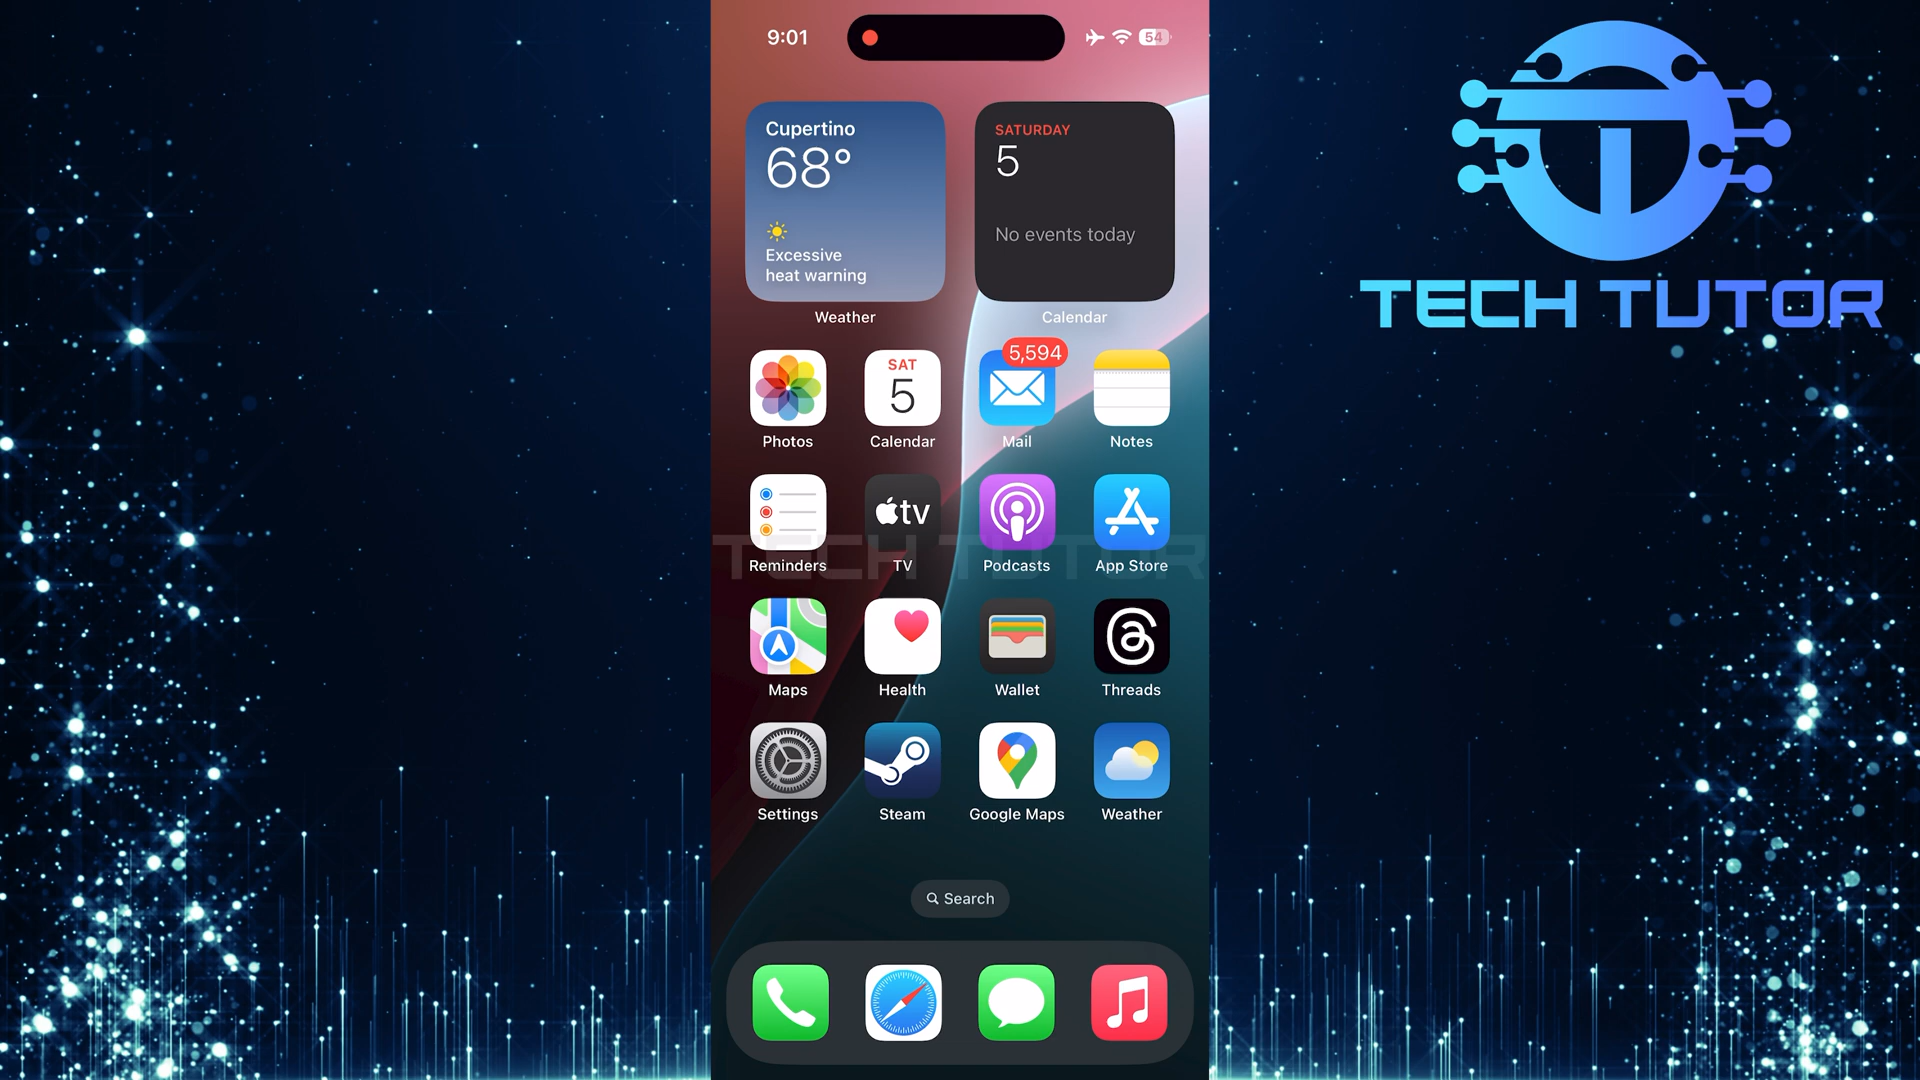 9:01
54
TECH TUTOR
Cupertino
68°
Excessive
heat warning
Weather
SATURDAY
5
No events today
Calendar
Photos
SAT
5
Calendar
5,594
Mail
Notes
Reminders
tv
TV
Podcasts
App Store
TECH TUTOR
Maps
Health
Wallet
Threads
Settings
Steam
Google Maps
Weather
Search